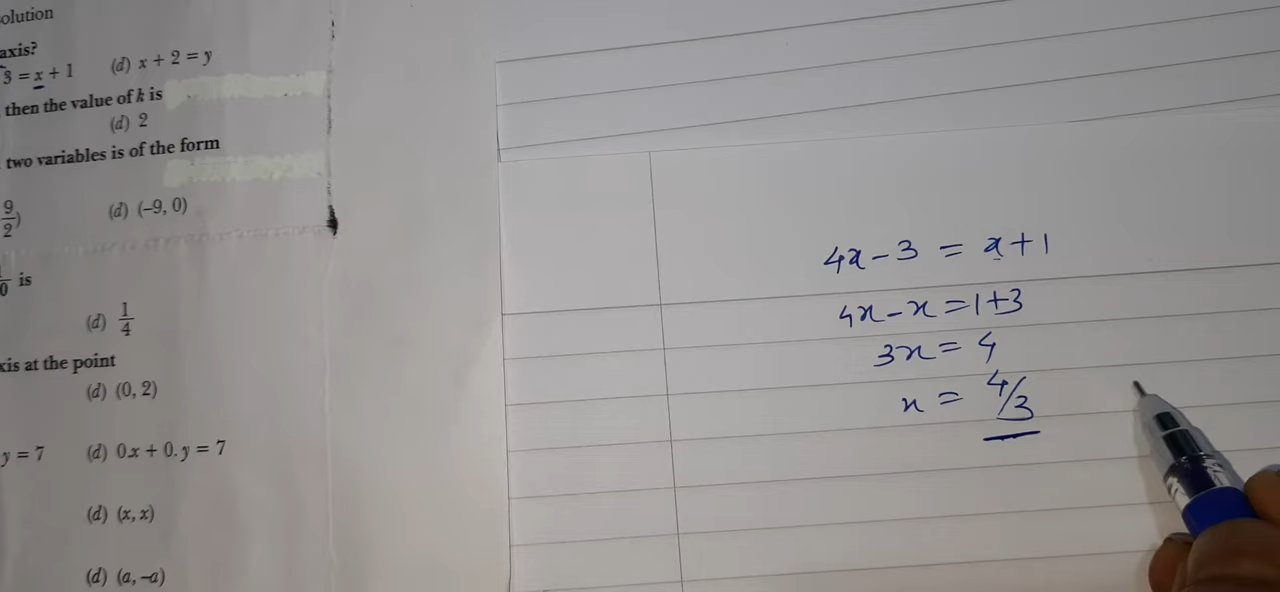 solution
axis?
3 = x + 1 (d) x + 2 = y
then the value of k is
(d) 2
two variables is of the form
9/2) (d) (–9, 0)
is
(d) 1/4
xis at the point
(d) (0, 2)
y = 7 (d) 0.x + 0. y = 7
(d) (x, x)
(d) (a, –a)
4x - 3 = x + 1
4x - x = 1 + 3
3x = 4
x = 4/3